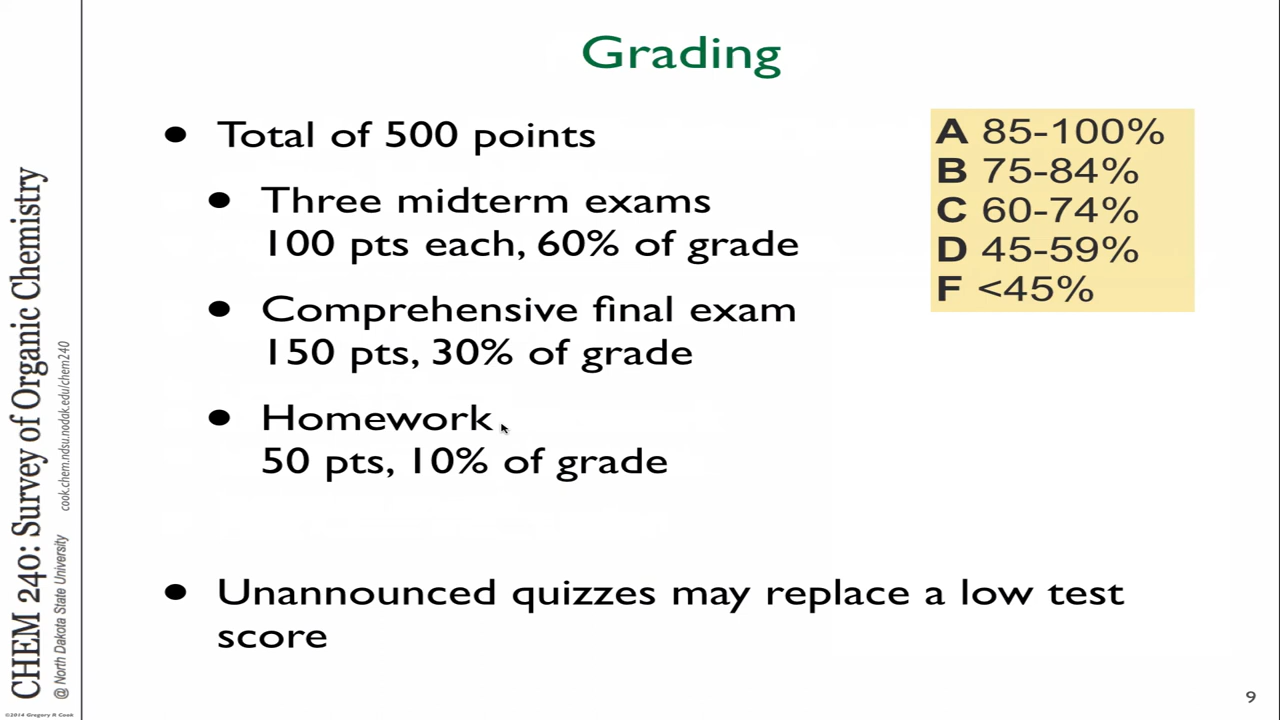 Grading
● Total of 500 points
● Three midterm exams
100 pts each, 60% of grade
● Comprehensive final exam
150 pts, 30% of grade
● Homework
50 pts, 10% of grade
● Unannounced quizzes may replace a low test
score
A 85-100%
B 75-84%
C 60-74%
D 45-59%
F <45%
CHEM 240: Survey of Organic Chemistry
@ North Dakota State University
cook.chem.ndsu.nodak.edu/chem240
©2014 Gregory R Cook
9